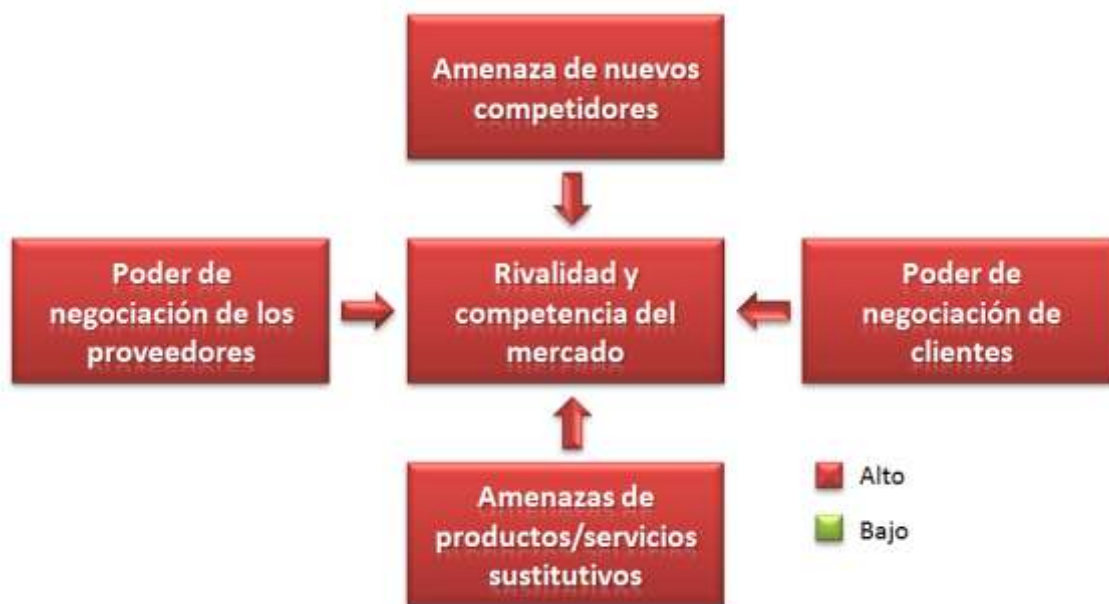 Amenaza de nuevos
competidores
Poder de
negociación de los
proveedores
Rivalidad y
competencia del
mercado
Poder de
negociación de
clientes
Amenazas de
productos/servicios
sustitutivos
Alto
Bajo